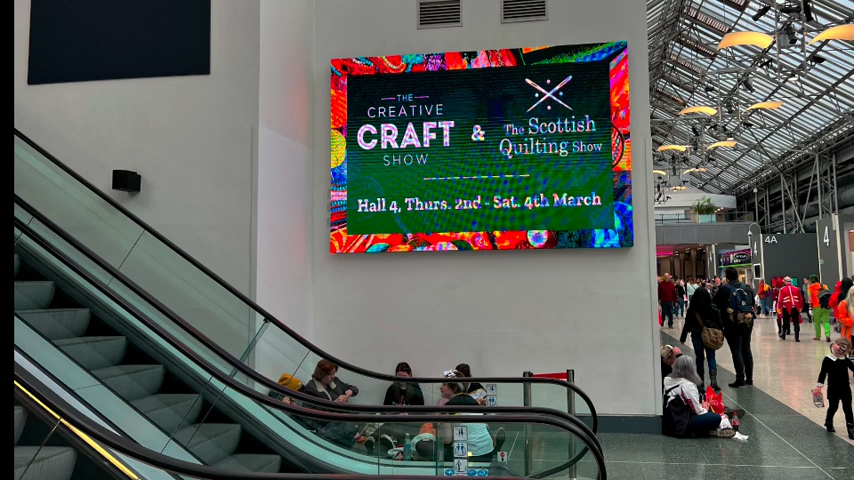 THE
CREATIVE
CRAFT
SHOW
&
The Scottish
Quilting Show
Hall 4, Thurs. 2nd - Sat. 4th March
4A
4